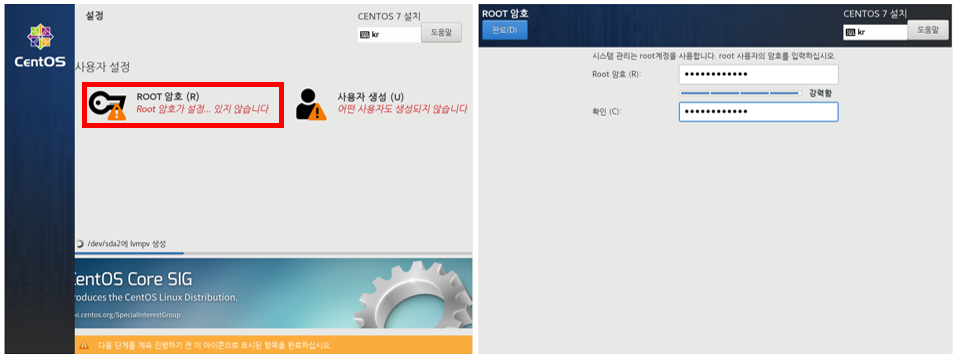 설정
CENTOS 7 설치
kr
도움말
CentOS
사용자 설정
ROOT 암호 (R)
Root 암호가 설정... 있지 않습니다
사용자 생성 (U)
어떤 사용자도 생성되지 않습니다
/dev/sda2에 lvmpv 생성
entOS Core SIG
oduces the CentOS Linux Distribution.
ki.centos.org/SpecialInterestGroup
다음 단계를 계속 진행하기 전 이 아이콘으로 표시된 항목을 완료하십시오.
ROOT 암호
완료(D)
CENTOS 7 설치
kr
도움말
시스템 관리는 root계정을 사용합니다. root 사용자의 암호를 입력하십시오.
Root 암호 (R):
●●●●●●●●●●●●
강력함
확인 (C):
●●●●●●●●●●●●